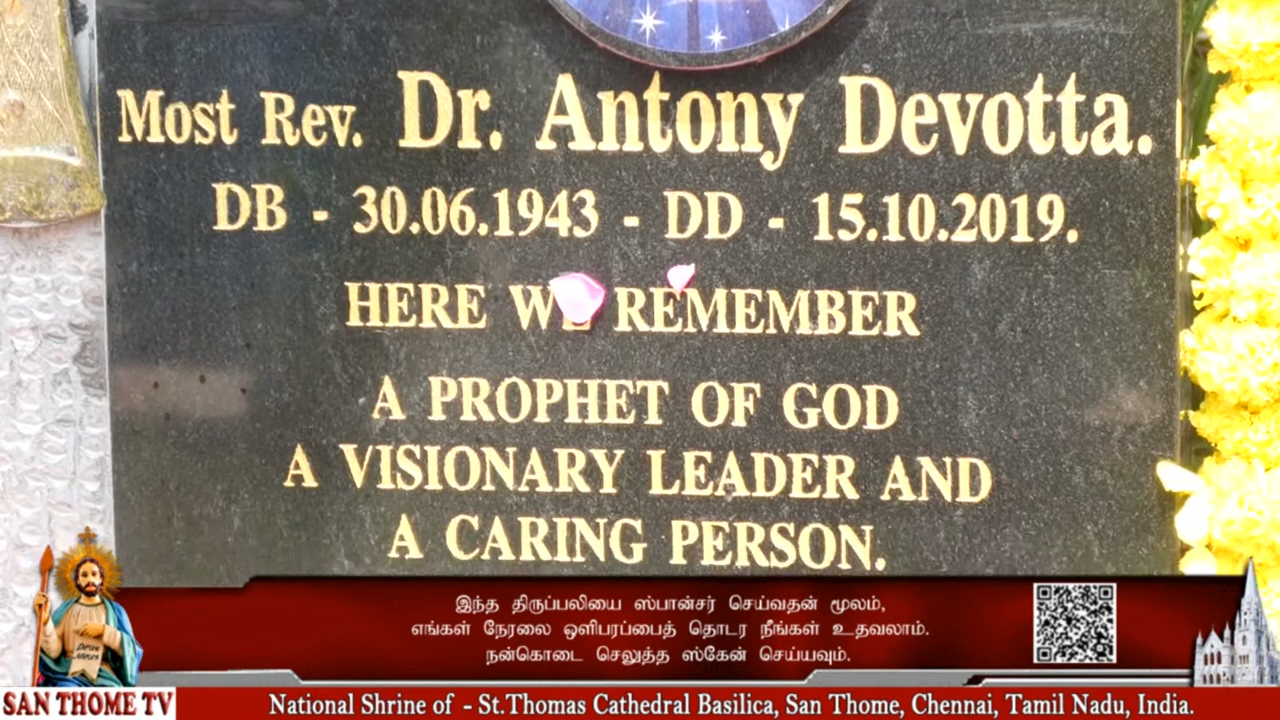 Most Rev. Dr. Antony Devotta.
DB - 30.06.1943 - DD - 15.10.2019.
HERE WE REMEMBER
A PROPHET OF GOD
A VISIONARY LEADER AND
A CARING PERSON.
இந்த திருப்பலியை ஸ்பான்சர் செய்வதன் மூலம்,
எங்கள் நேரலை ஒளிபரப்பைத் தொடர நீங்கள் உதவலாம்.
நன்கொடை செலுத்த ஸ்கேன் செய்யவும்.
SAN THOME TV
National Shrine of - St.Thomas Cathedral Basilica, San Thome, Chennai, Tamil Nadu, India.